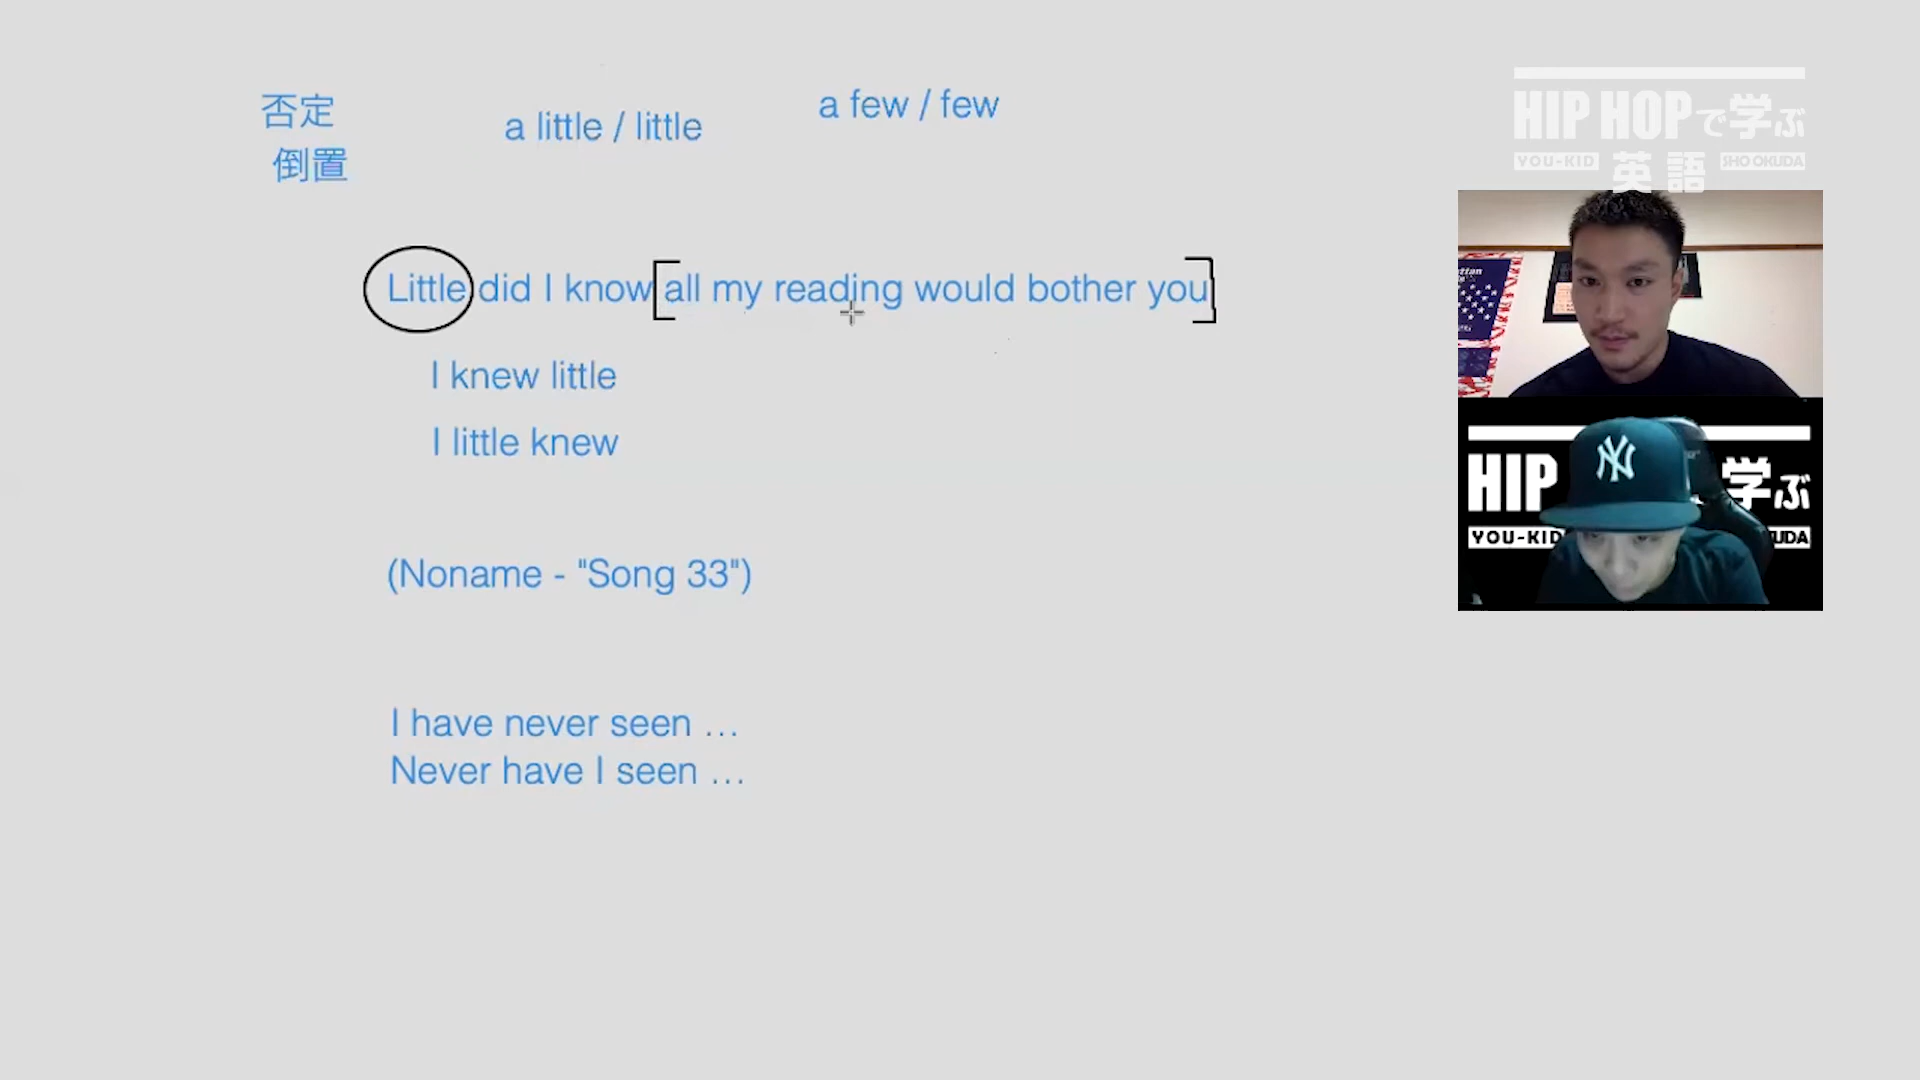 否定
倒置
a little / little
a few / few
Little did I know all my reading would bother you
I knew little
I little knew
(Noname - "Song 33")
I have never seen …
Never have I seen …
HIP HOPで学ぶ
YOU-KID 英語 SHO OKUDA
HIP 学ぶ
YOU-KID UDA
NY